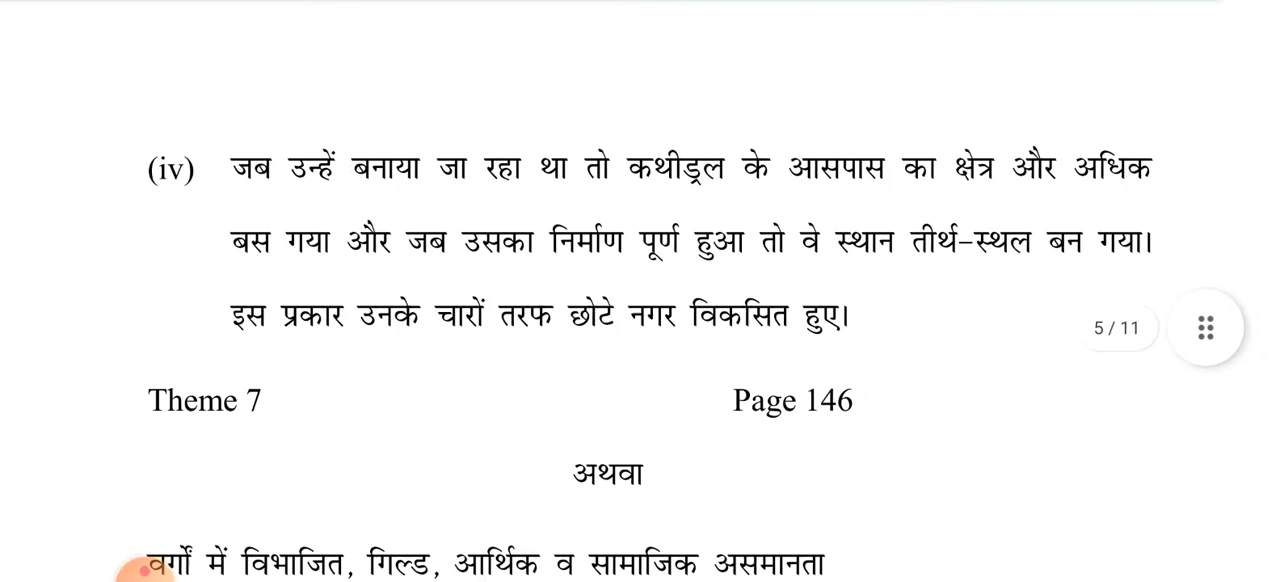 (iv) जब उन्हें बनाया जा रहा था तो कथीड्रल के आसपास का क्षेत्र और अधिक
बस गया और जब उसका निर्माण पूर्ण हुआ तो वे स्थान तीर्थ-स्थल बन गया।
इस प्रकार उनके चारों तरफ छोटे नगर विकसित हुए।
5 / 11
Theme 7 Page 146
अथवा
वर्गों में विभाजित, गिल्ड, आर्थिक व सामाजिक असमानता